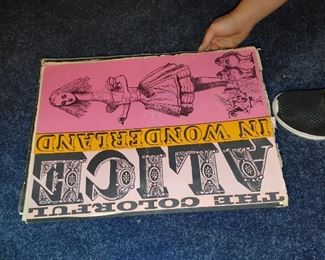 THE COLORFUL
ALICE
IN WONDERLAND